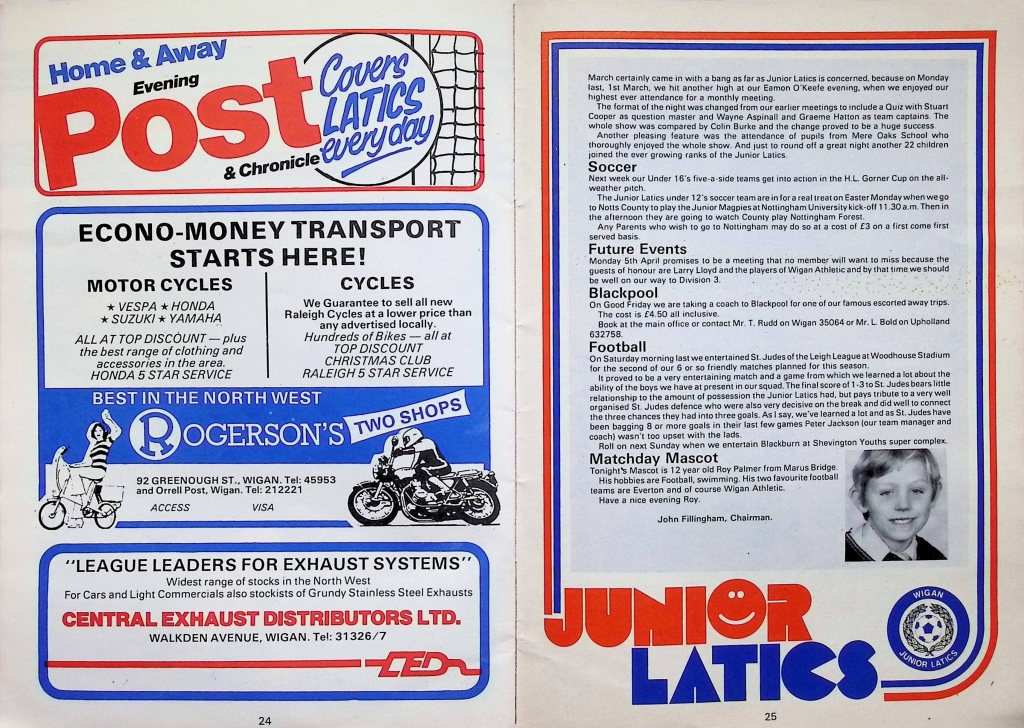 Home & Away
Evening
Post
& Chronicle
Covers
LATICS
everyday
ECONO-MONEY TRANSPORT
STARTS HERE!
MOTOR CYCLES
★ VESPA ★ HONDA
★ SUZUKI ★ YAMAHA
ALL AT TOP DISCOUNT — plus
the best range of clothing and
accessories in the area.
HONDA 5 STAR SERVICE
CYCLES
We Guarantee to sell all new
Raleigh Cycles at a lower price than
any advertised locally.
Hundreds of Bikes — all at
TOP DISCOUNT
CHRISTMAS CLUB
RALEIGH 5 STAR SERVICE
BEST IN THE NORTH WEST
ROGERSON'S
TWO SHOPS
92 GREENOUGH ST., WIGAN. Tel: 45953
and Orrell Post, Wigan. Tel: 212221
ACCESS VISA
"LEAGUE LEADERS FOR EXHAUST SYSTEMS"
Widest range of stocks in the North West
For Cars and Light Commercials also stockists of Grundy Stainless Steel Exhausts
CENTRAL EXHAUST DISTRIBUTORS LTD.
WALKDEN AVENUE, WIGAN. Tel: 31326/7
CED
24
March certainly came in with a bang as far as Junior Latics is concerned, because on Monday
last, 1st March, we hit another high at our Eamon O'Keefe evening, when we enjoyed our
highest ever attendance for a monthly meeting.
The format of the night was changed from our earlier meetings to include a Quiz with Stuart
Cooper as question master and Wayne Aspinall and Graeme Hatton as team captains. The
whole show was compared by Colin Burke and the change proved to be a huge success.
Another pleasing feature was the attendance of pupils from Mere Oaks School who
thoroughly enjoyed the whole show. And just to round off a great night another 22 children
joined the ever growing ranks of the Junior Latics.
Soccer
Next week our Under 16's five-a-side teams get into action in the H.L. Gorner Cup on the all-
weather pitch.
The Junior Latics under 12's soccer team are in for a real treat on Easter Monday when we go
to Notts County to play the Junior Magpies at Nottingham University kick-off 11.30 a.m. Then in
the afternoon they are going to watch County play Nottingham Forest.
Any Parents who wish to go to Nottingham may do so at a cost of £3 on a first come first
served basis.
Future Events
Monday 5th April promises to be a meeting that no member will want to miss because the
guests of honour are Larry Lloyd and the players of Wigan Athletic and by that time we should
be well on our way to Division 3.
Blackpool
On Good Friday we are taking a coach to Blackpool for one of our famous escorted away trips.
The cost is £4.50 all inclusive.
Book at the main office or contact Mr. T. Rudd on Wigan 35064 or Mr. L. Bold on Upholland
632758.
Football
On Saturday morning last we entertained St. Judes of the Leigh League at Woodhouse Stadium
for the second of our 6 or so friendly matches planned for this season.
It proved to be a very entertaining match and a game from which we learned a lot about the
ability of the boys we have at present in our squad. The final score of 1-3 to St. Judes bears little
relationship to the amount of possession the Junior Latics had, but pays tribute to a very well
organised St. Judes defence who were also very decisive on the break and did well to connect
the three chances they had into three goals. As I say, we've learned a lot and as St. Judes have
been bagging 8 or more goals in their last few games Peter Jackson (our team manager and
coach) wasn't too upset with the lads.
Roll on next Sunday when we entertain Blackburn at Shevington Youths super complex.
Matchday Mascot
Tonight's Mascot is 12 year old Roy Palmer from Marus Bridge.
His hobbies are Football, swimming. His two favourite football
teams are Everton and of course Wigan Athletic.
Have a nice evening Roy.
John Fillingham, Chairman.
JUNIOR
LATICS
WIGAN
JUNIOR LATICS
25